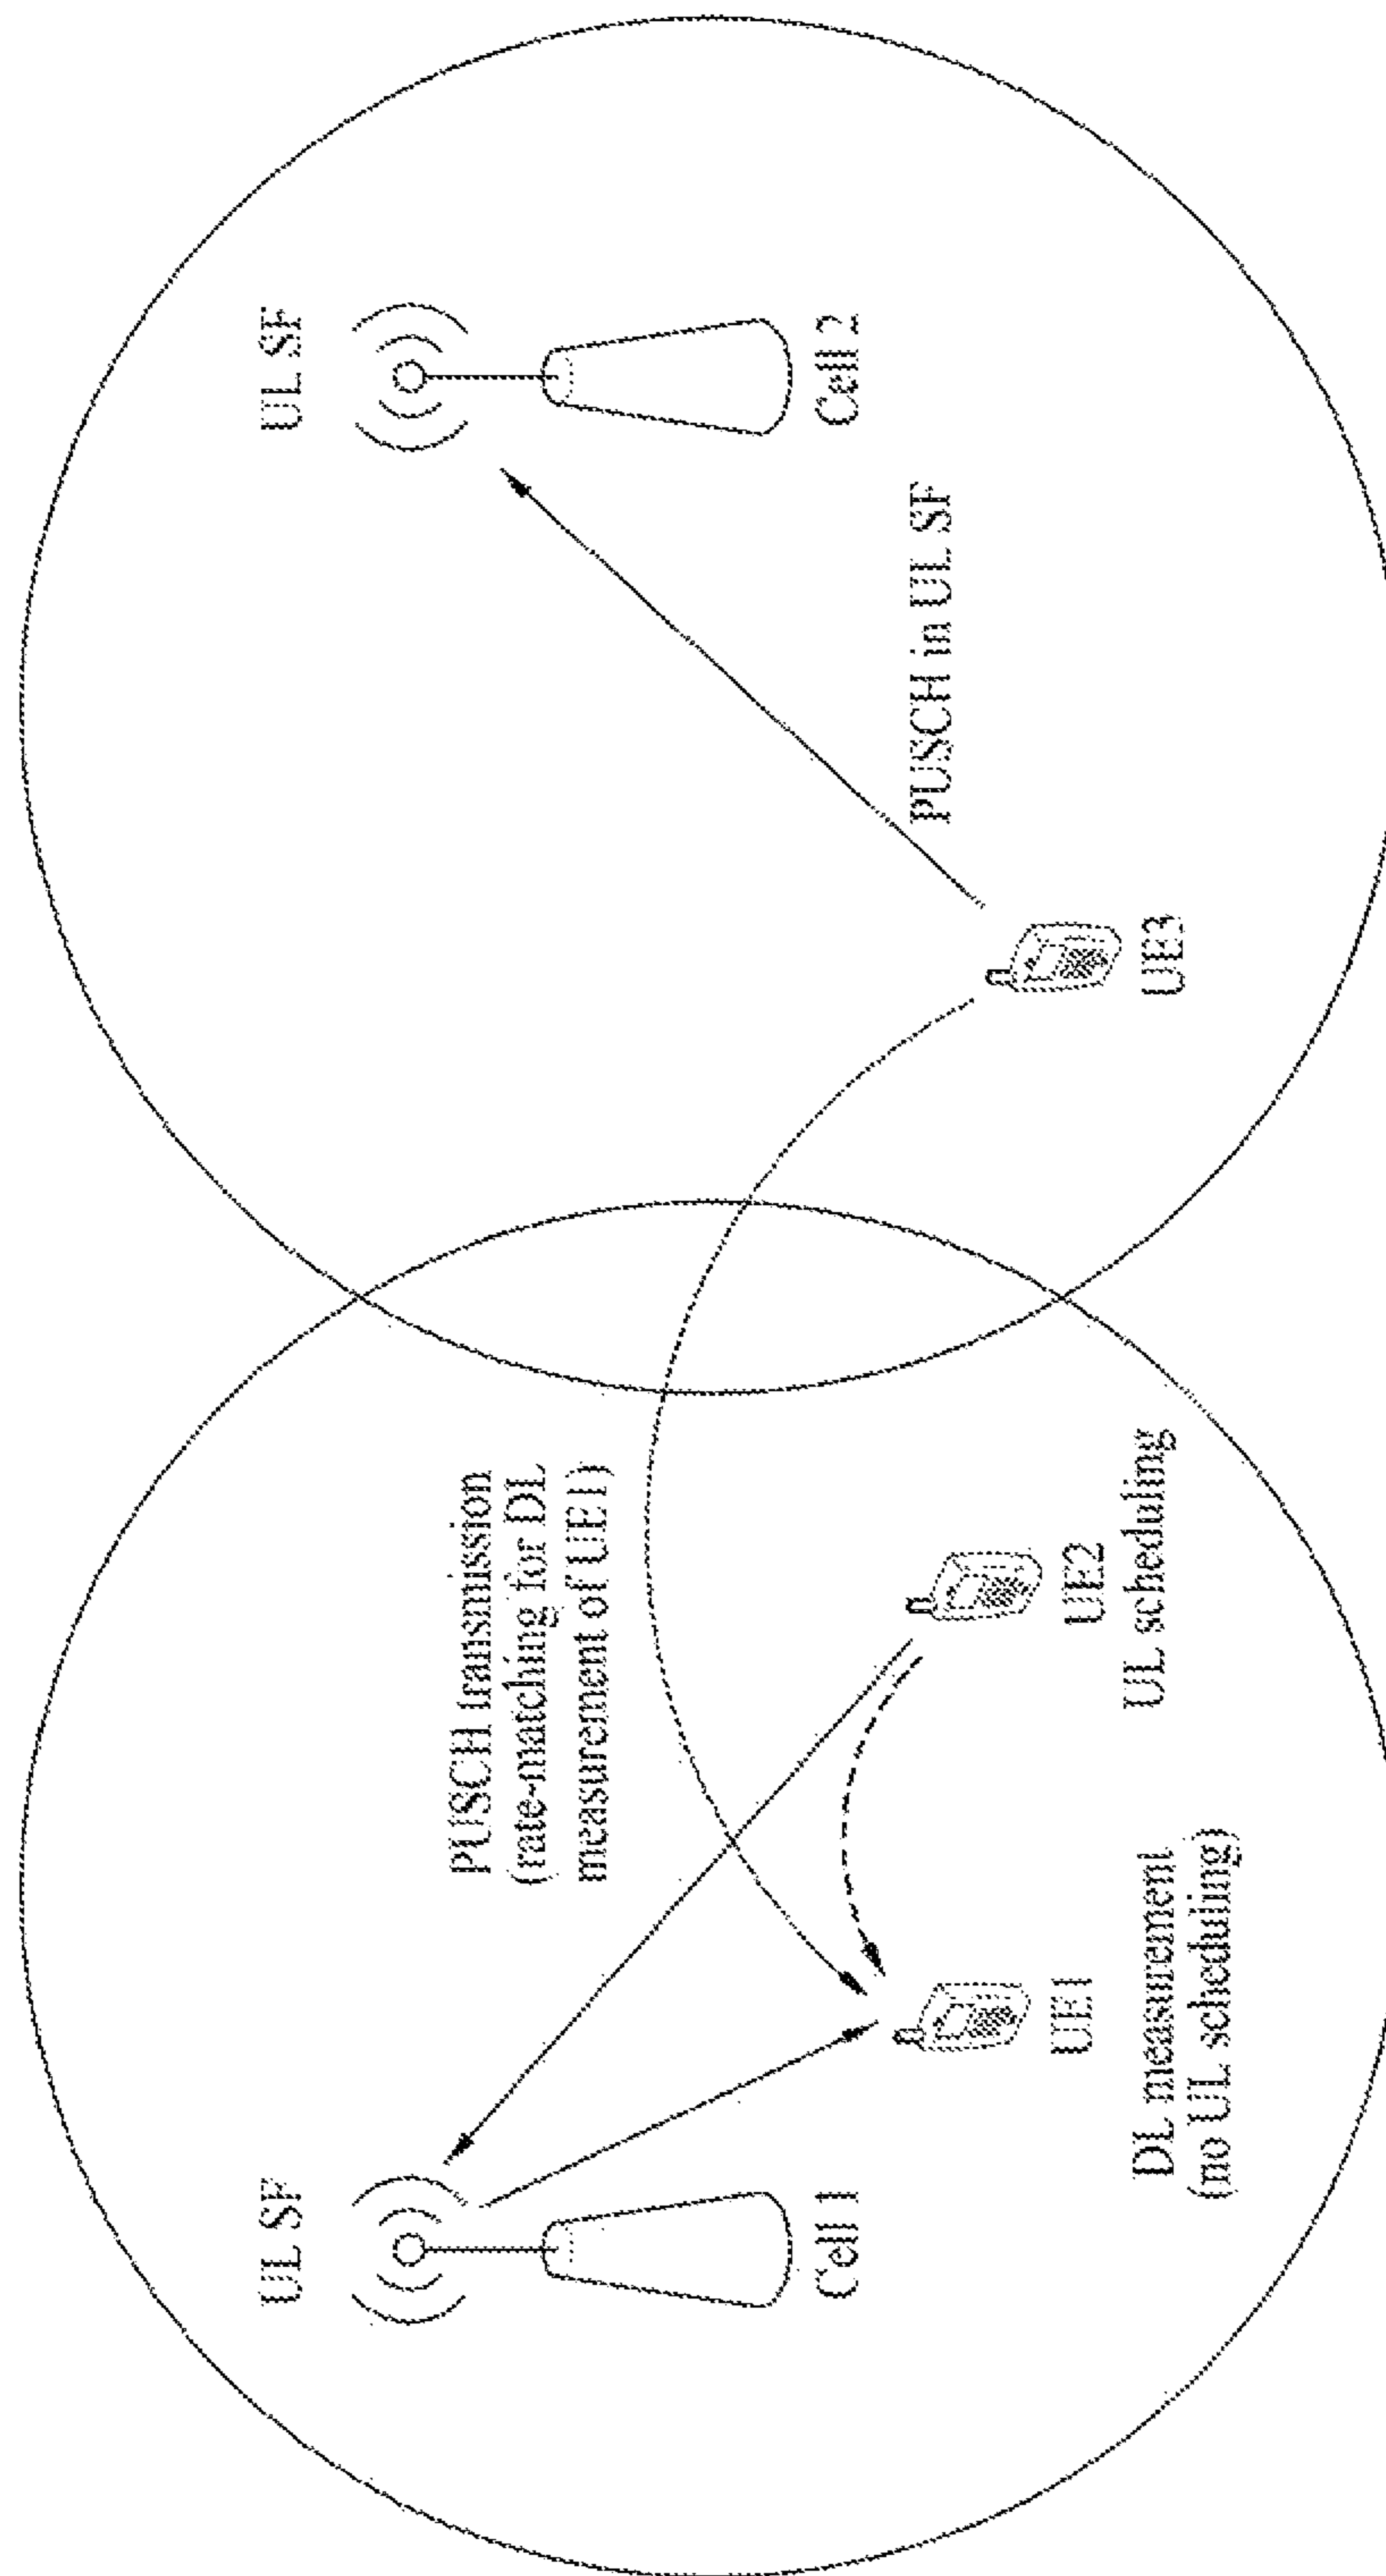 UL SF
Cell 1
PUSCH transmission
(rate-matching for DL
measurement of UE1)
UE1
DL measurement
(no UL scheduling)
UE2
UL scheduling
UL SF
Cell 2
PUSCH in UL SF
UE3